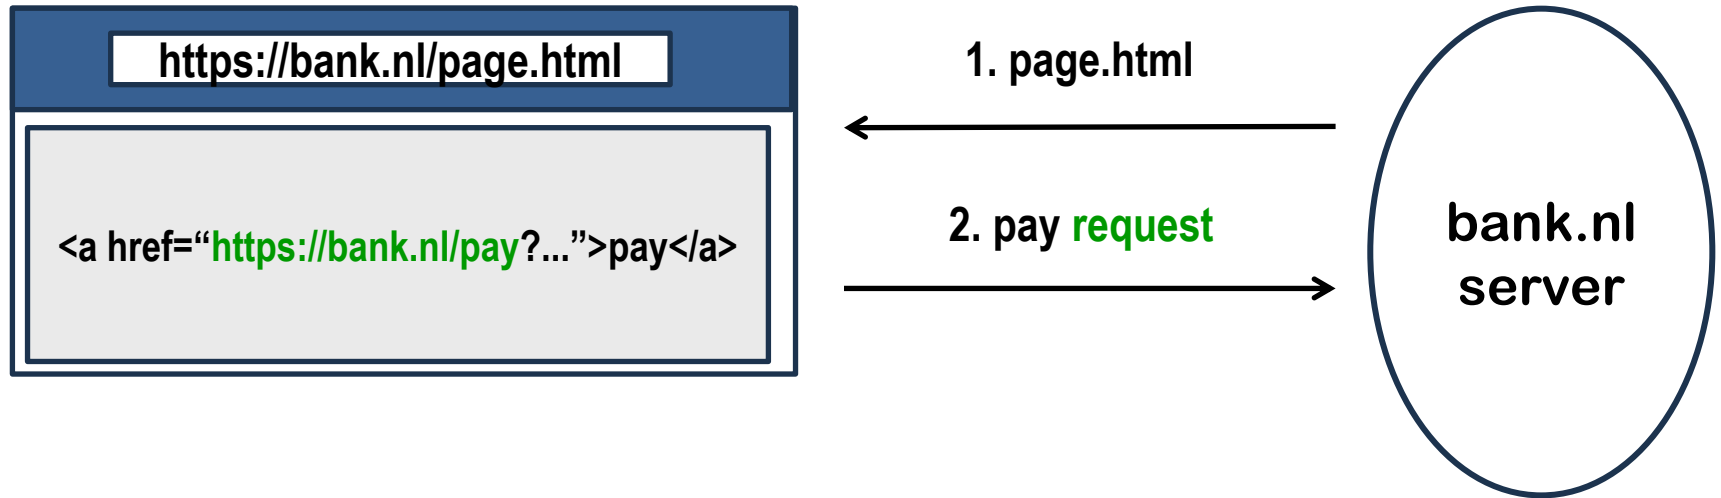 https://bank.nl/page.html
<a href=“https://bank.nl/pay?...”>pay</a>
1. page.html
2. pay request
bank.nl
server